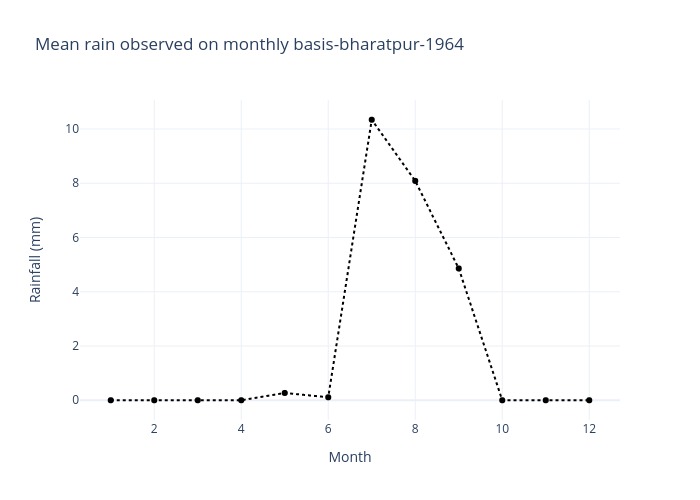 Mean rain observed on monthly basis-bharatpur-1964
Rainfall (mm)
10
8
6
4
2
0
2 4 6 8 10 12
Month